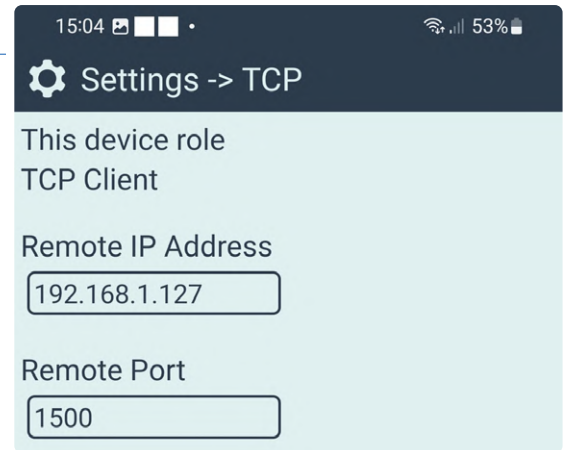 15:04
53%
Settings -> TCP
This device role
TCP Client
Remote IP Address
192.168.1.127
Remote Port
1500